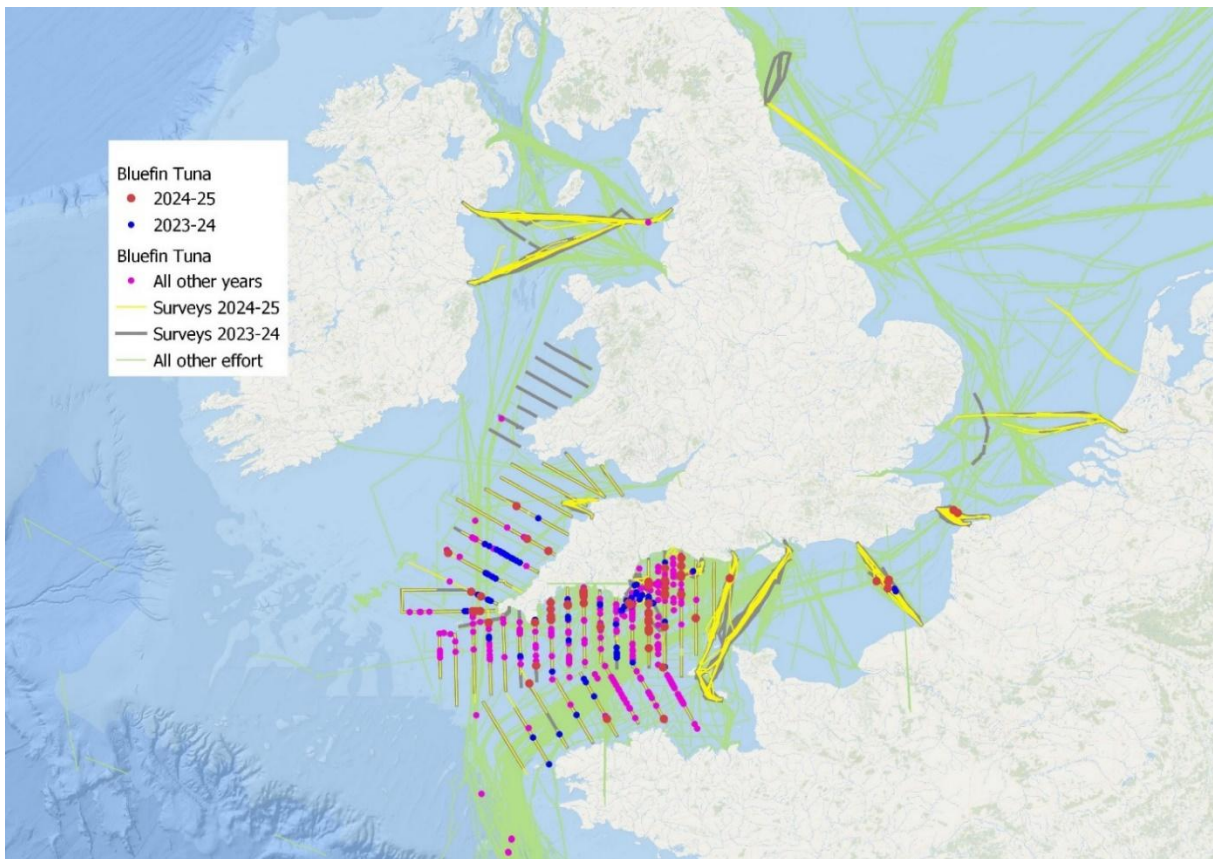 Bluefin Tuna
2024-25
2023-24
Bluefin Tuna
All other years
Surveys 2024-25
Surveys 2023-24
All other effort